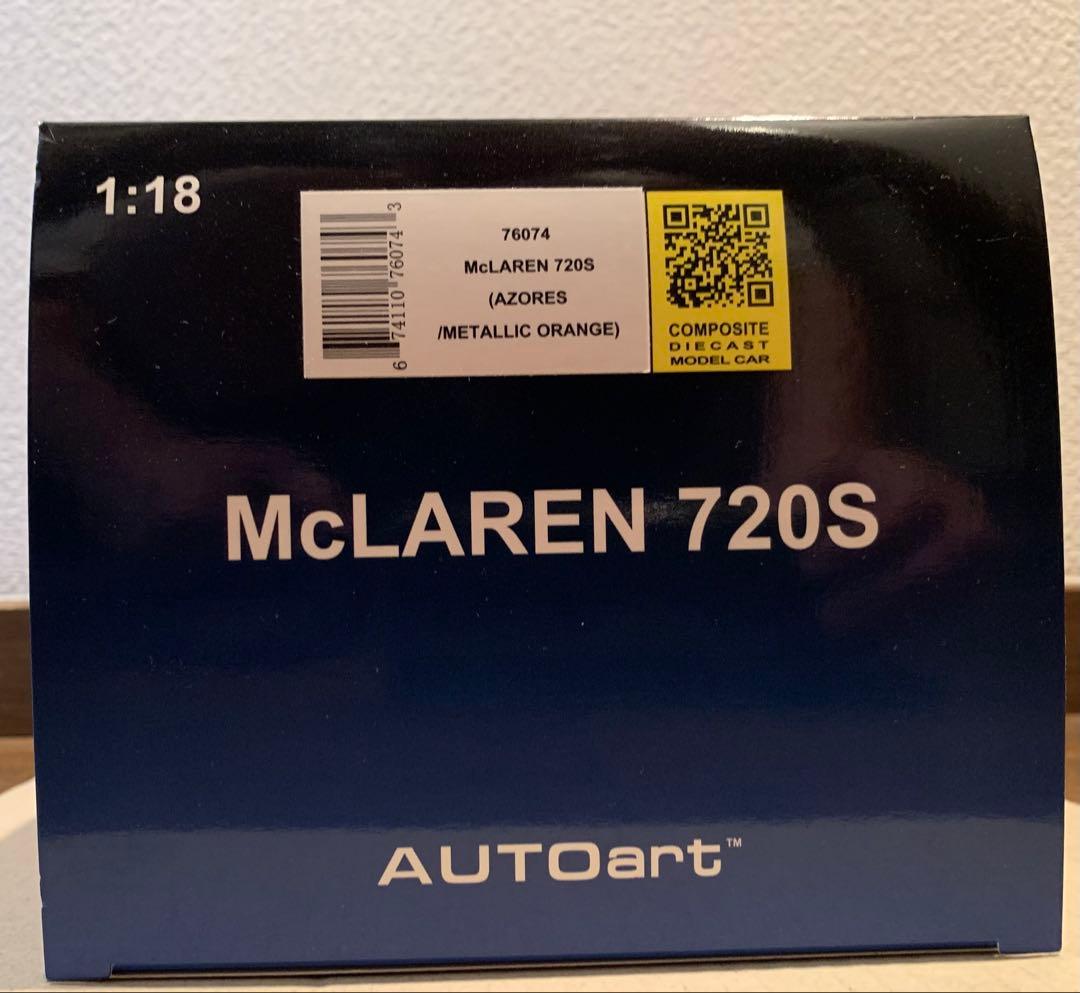 1:18
6 74110 76074 3
76074
McLAREN 720S
(AZORES
/METALLIC ORANGE)
COMPOSITE
DIECAST
MODEL CAR
McLAREN 720S
AUTOart™